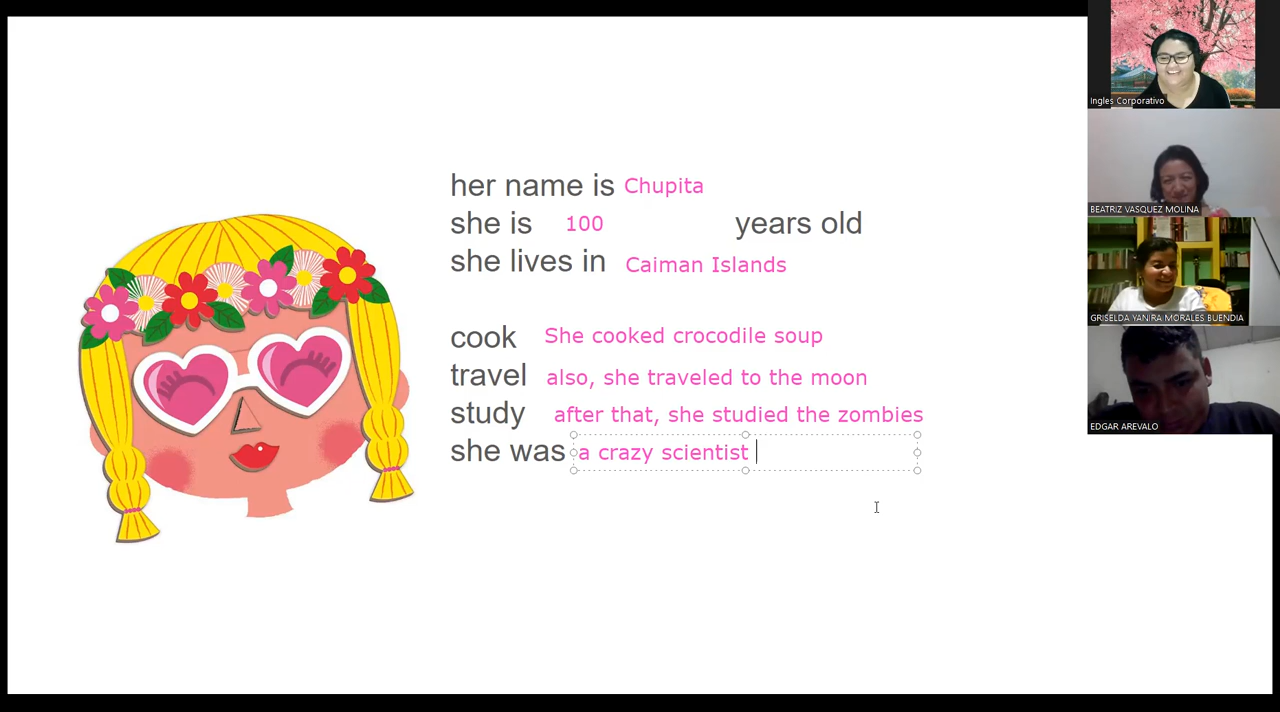 her name is Chupita
she is 100 years old
she lives in Caiman Islands
cook She cooked crocodile soup
travel also, she traveled to the moon
study after that, she studied the zombies
she was a crazy scientist
Ingles Corporativo
BEATRIZ VASQUEZ MOLINA
GRISELDA YANIRA MORALES BUENDIA
EDGAR AREVALO